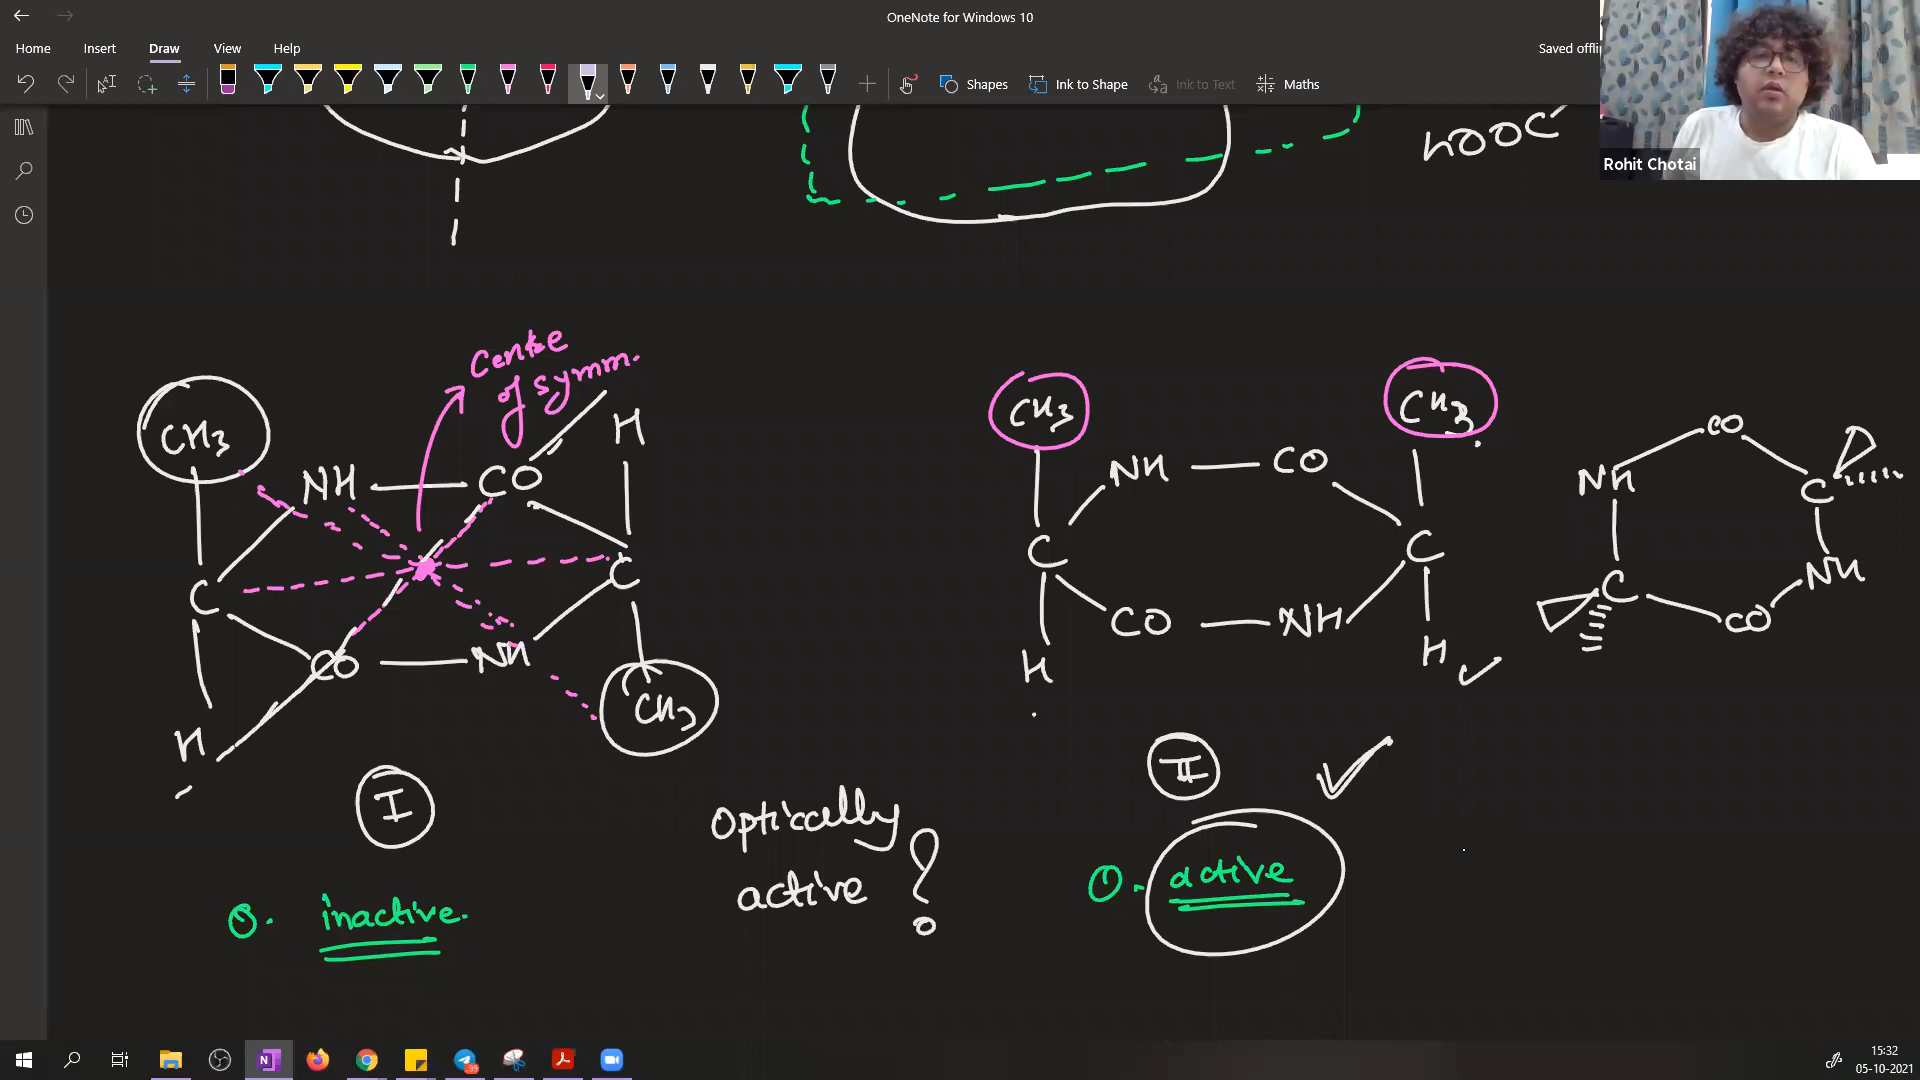 OneNote for Windows 10
Home Insert Draw View Help
Saved offli
Shapes Ink to Shape Ink to Text Maths
Rohit Chotai
HOOC
Centre
of symm.
CH3 NH CO H
C C
CO NH
H CH3
I
O. inactive.
Optically
active ?
CH3 CH3
NH CO
C C
CO NH
H H
II
O. active
CO
NH C
C NH
CO
15:32
05-10-2021